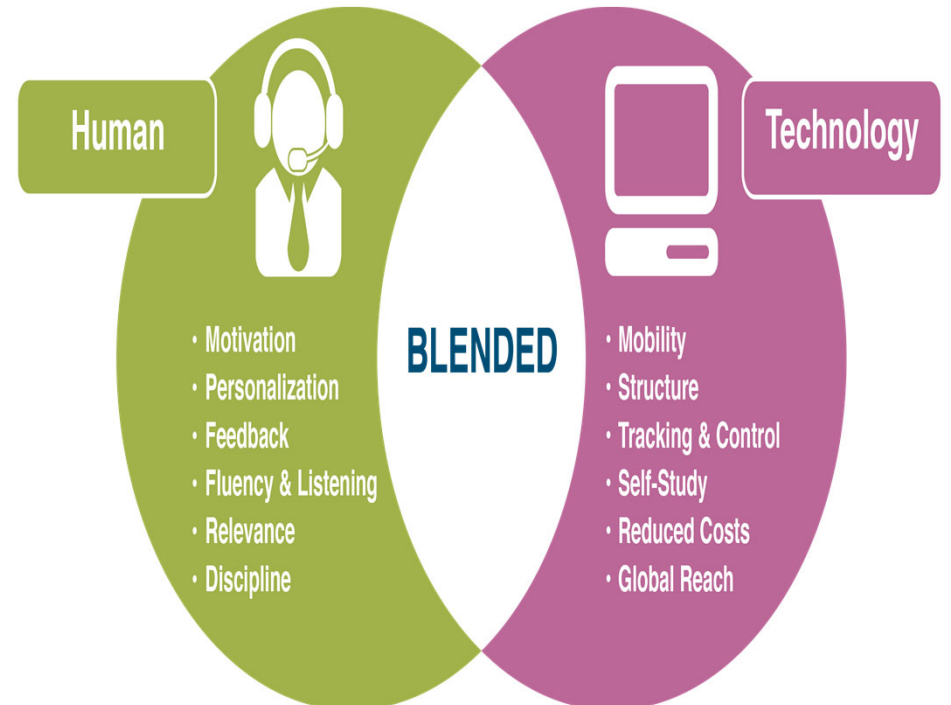 Human
• Motivation
• Personalization
• Feedback
• Fluency & Listening
• Relevance
• Discipline
BLENDED
Technology
• Mobility
• Structure
• Tracking & Control
• Self-Study
• Reduced Costs
• Global Reach